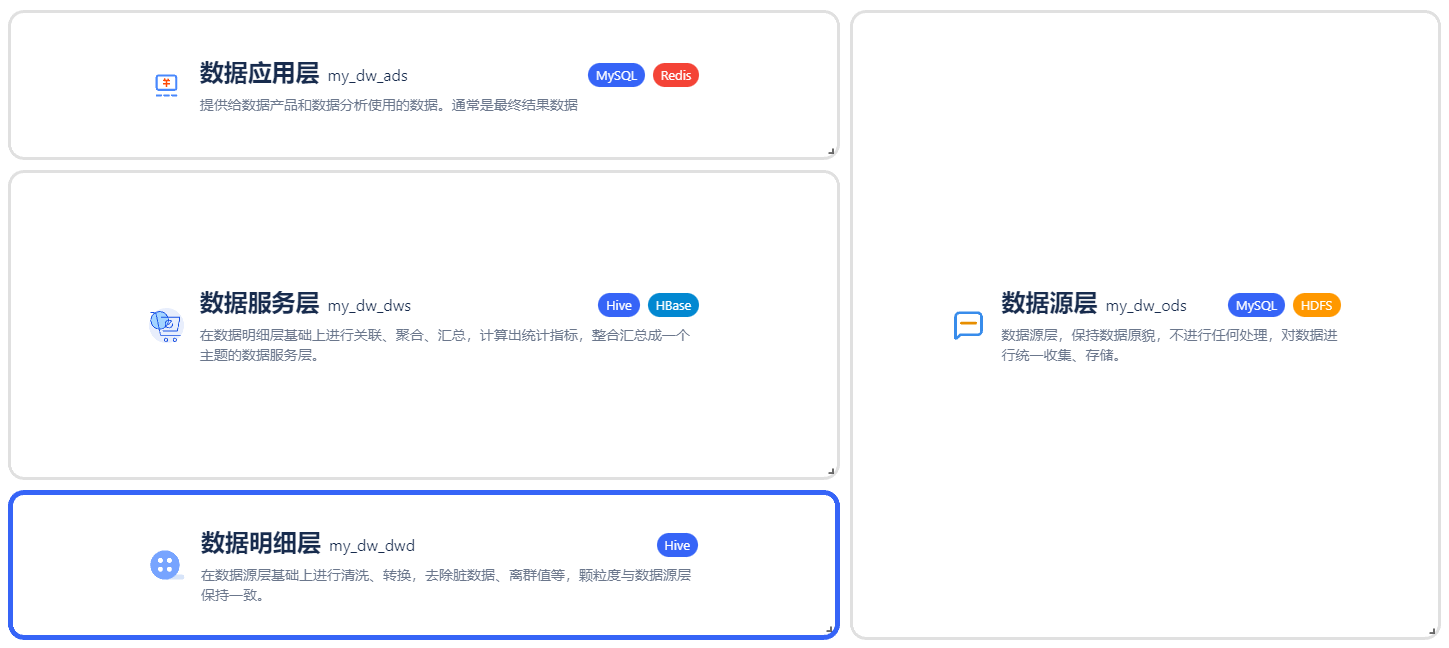 数据应用层 my_dw_ads MySQL Redis
提供给数据产品和数据分析使用的数据。通常是最终结果数据
数据服务层 my_dw_dws Hive HBase
在数据明细层基础上进行关联、聚合、汇总，计算出统计指标，整合汇总成一个
主题的数据服务层。
数据明细层 my_dw_dwd Hive
在数据源层基础上进行清洗、转换，去除脏数据、离群值等，颗粒度与数据源层
保持一致。
数据源层 my_dw_ods MySQL HDFS
数据源层，保持数据原貌，不进行任何处理，对数据进
行统一收集、存储。